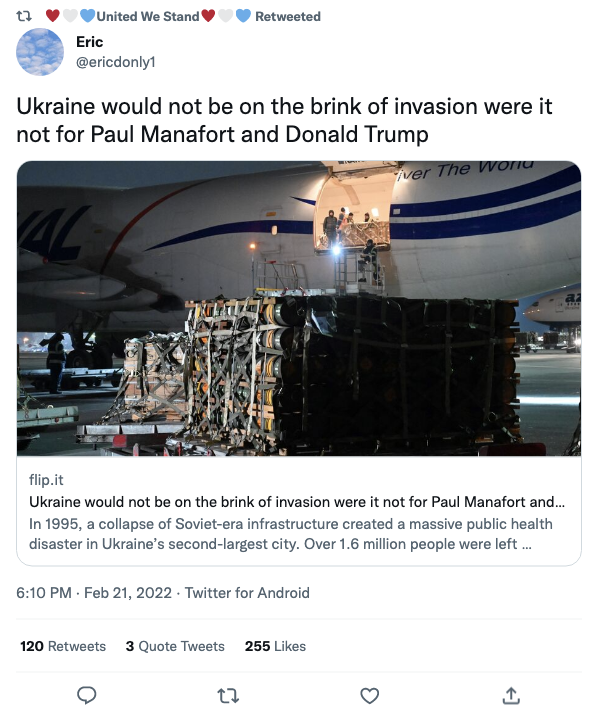 ❤️🤍💙United We Stand❤️🤍💙 Retweeted
Eric
@ericdonly1
Ukraine would not be on the brink of invasion were it
not for Paul Manafort and Donald Trump
iver The World
AL
az
flip.it
Ukraine would not be on the brink of invasion were it not for Paul Manafort and...
In 1995, a collapse of Soviet-era infrastructure created a massive public health
disaster in Ukraine’s second-largest city. Over 1.6 million people were left ...
6:10 PM · Feb 21, 2022 · Twitter for Android
120 Retweets 3 Quote Tweets 255 Likes